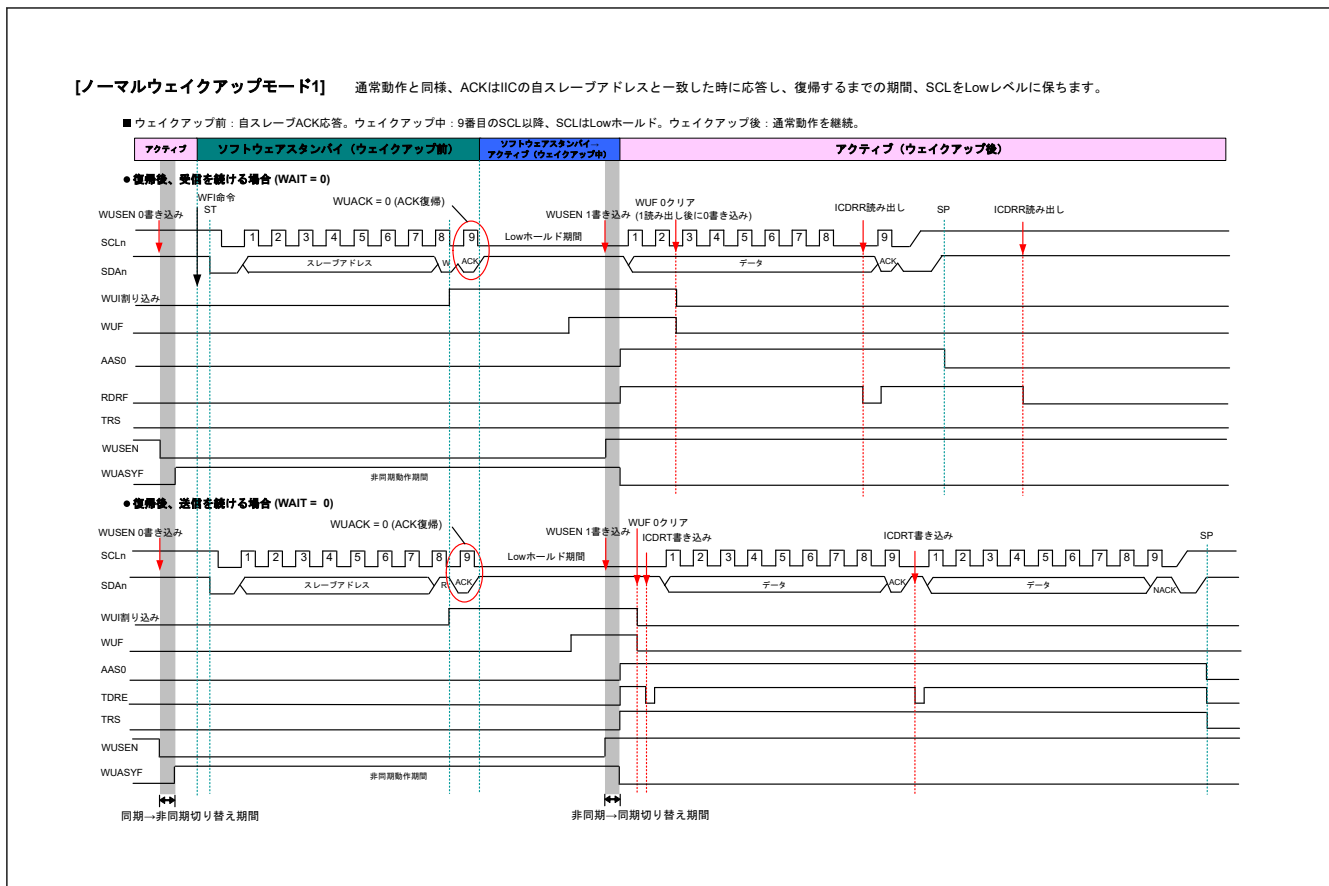 [ノーマルウェイクアップモード1] 通常動作と同様、ACKはIICの自スレーブアドレスと一致した時に応答し、復帰するまでの期間、SCLをLowレベルに保ちます。
■ウェイクアップ前：自スレーブACK応答。ウェイクアップ中：9番目のSCL以降、SCLはLowホールド。ウェイクアップ後：通常動作を継続。
アクティブ ソフトウェアスタンバイ（ウェイクアップ前） ソフトウェアスタンバイ→ アクティブ（ウェイクアップ中） アクティブ（ウェイクアップ後）
●復帰後、受信を続ける場合 (WAIT = 0)
WFI命令
ST
WUACK = 0 (ACK復帰)
WUSEN 0書き込み
WUSEN 1書き込み
WUF 0クリア
(1読み出し後に0書き込み)
ICDRR読み出し
SP
ICDRR読み出し
SCLn 1 2 3 4 5 6 7 8 9 Lowホールド期間 1 2 3 4 5 6 7 8 9
SDAn スレーブアドレス W ACK データ ACK
WUI割り込み
WUF
AAS0
RDRF
TRS
WUSEN
WUASYF 非同期動作期間
●復帰後、送信を続ける場合 (WAIT = 0)
WUACK = 0 (ACK復帰)
WUSEN 0書き込み
WUSEN 1書き込み
WUF 0クリア
ICDRT書き込み
ICDRT書き込み
SP
SCLn 1 2 3 4 5 6 7 8 9 Lowホールド期間 1 2 3 4 5 6 7 8 9 1 2 3 4 5 6 7 8 9
SDAn スレーブアドレス R ACK データ ACK データ NACK
WUI割り込み
WUF
AAS0
TDRE
TRS
WUSEN
WUASYF 非同期動作期間
同期→非同期切り替え期間 非同期→同期切り替え期間